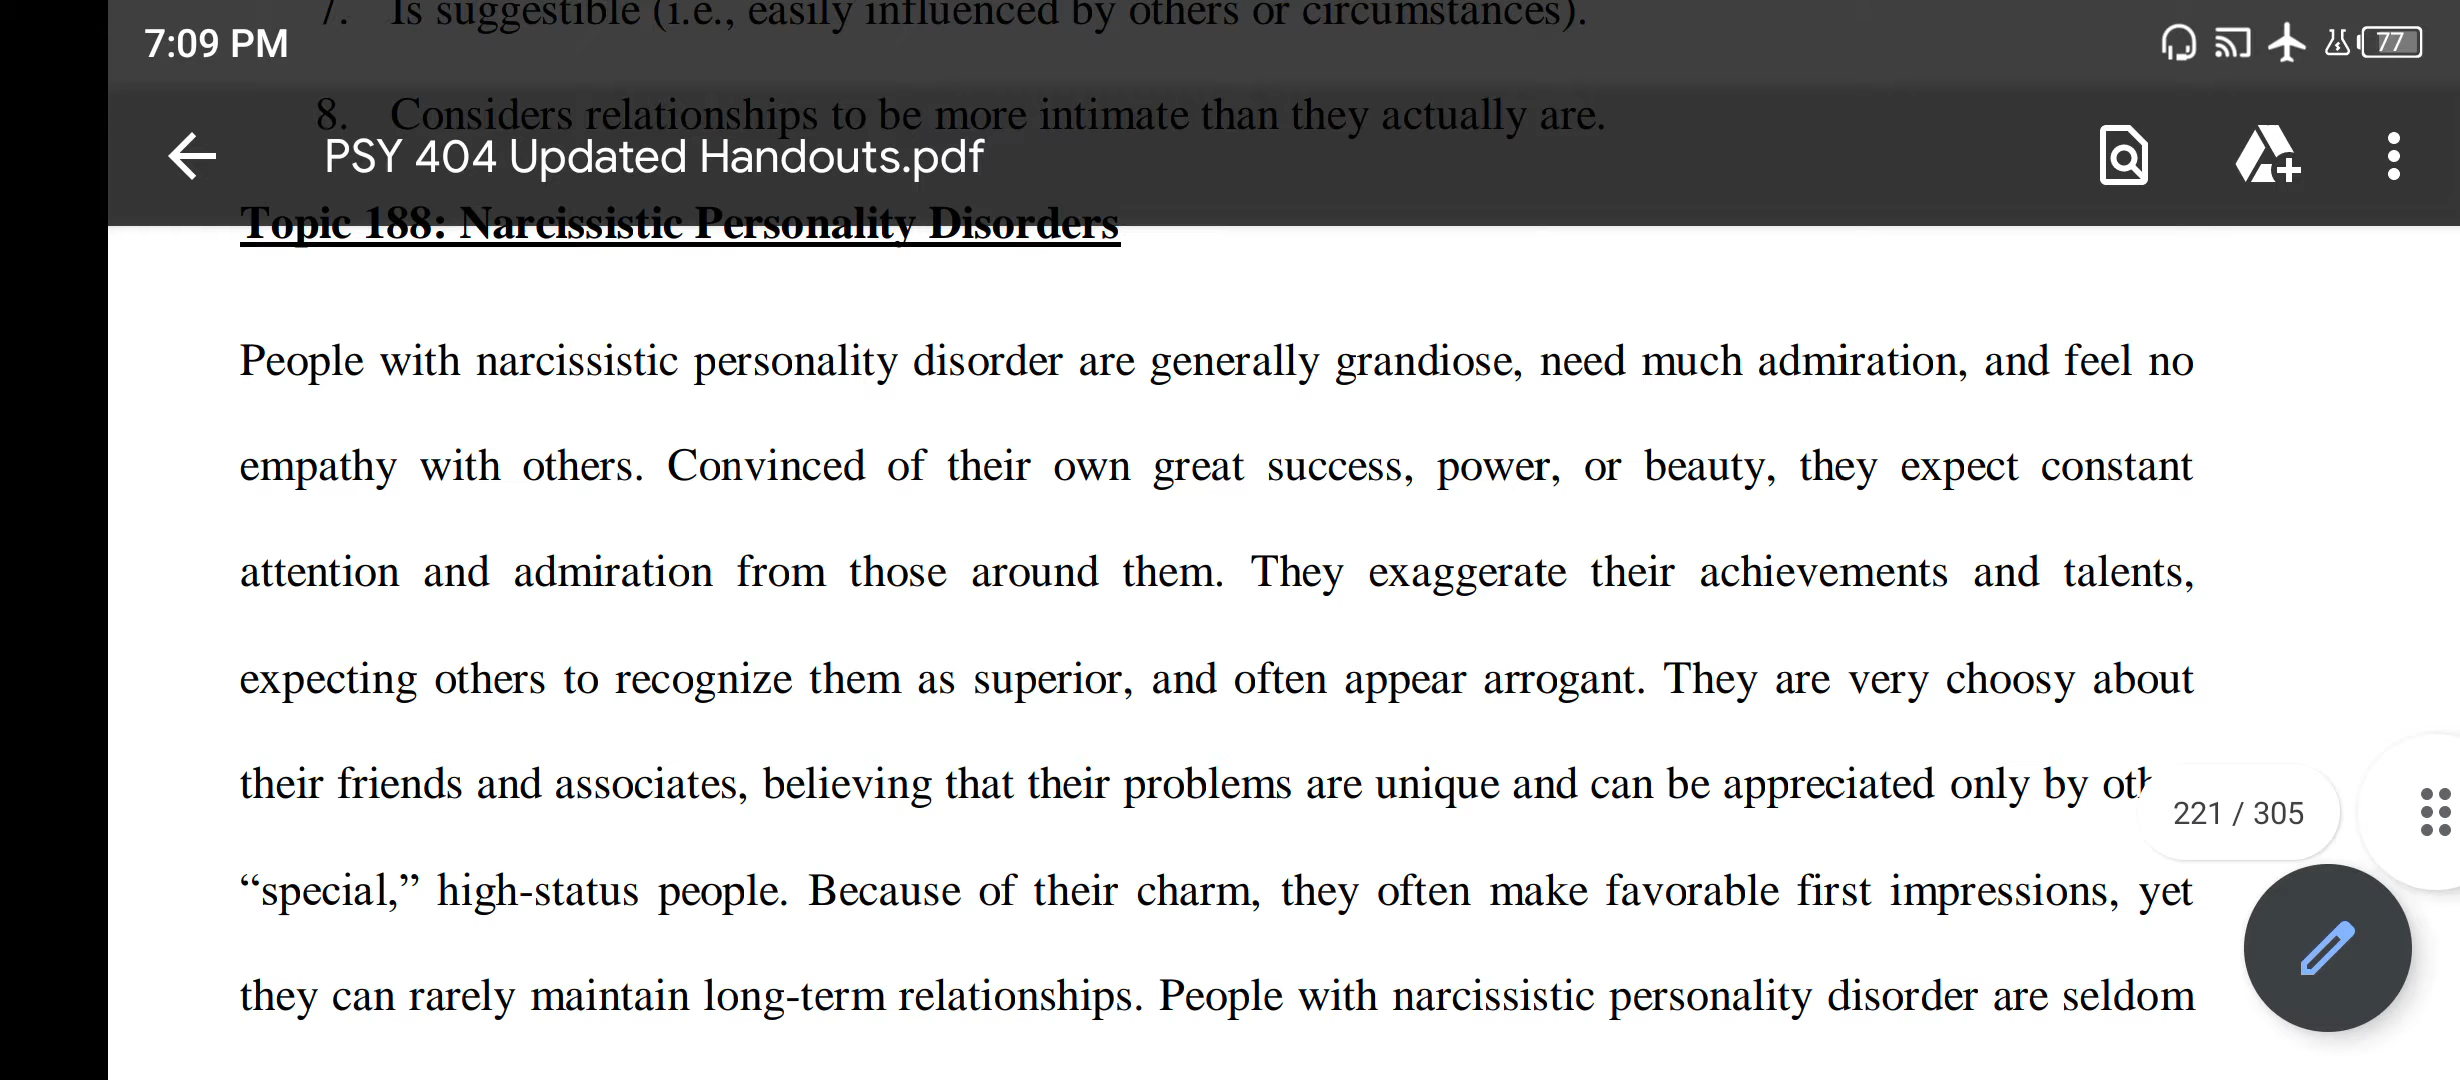 7. Is suggestible (i.e., easily influenced by others or circumstances).
7:09 PM
77
8. Considers relationships to be more intimate than they actually are.
PSY 404 Updated Handouts.pdf
Topic 188: Narcissistic Personality Disorders
People with narcissistic personality disorder are generally grandiose, need much admiration, and feel no
empathy with others. Convinced of their own great success, power, or beauty, they expect constant
attention and admiration from those around them. They exaggerate their achievements and talents,
expecting others to recognize them as superior, and often appear arrogant. They are very choosy about
their friends and associates, believing that their problems are unique and can be appreciated only by
221 / 305
“special,” high-status people. Because of their charm, they often make favorable first impressions, yet
they can rarely maintain long-term relationships. People with narcissistic personality disorder are seldom